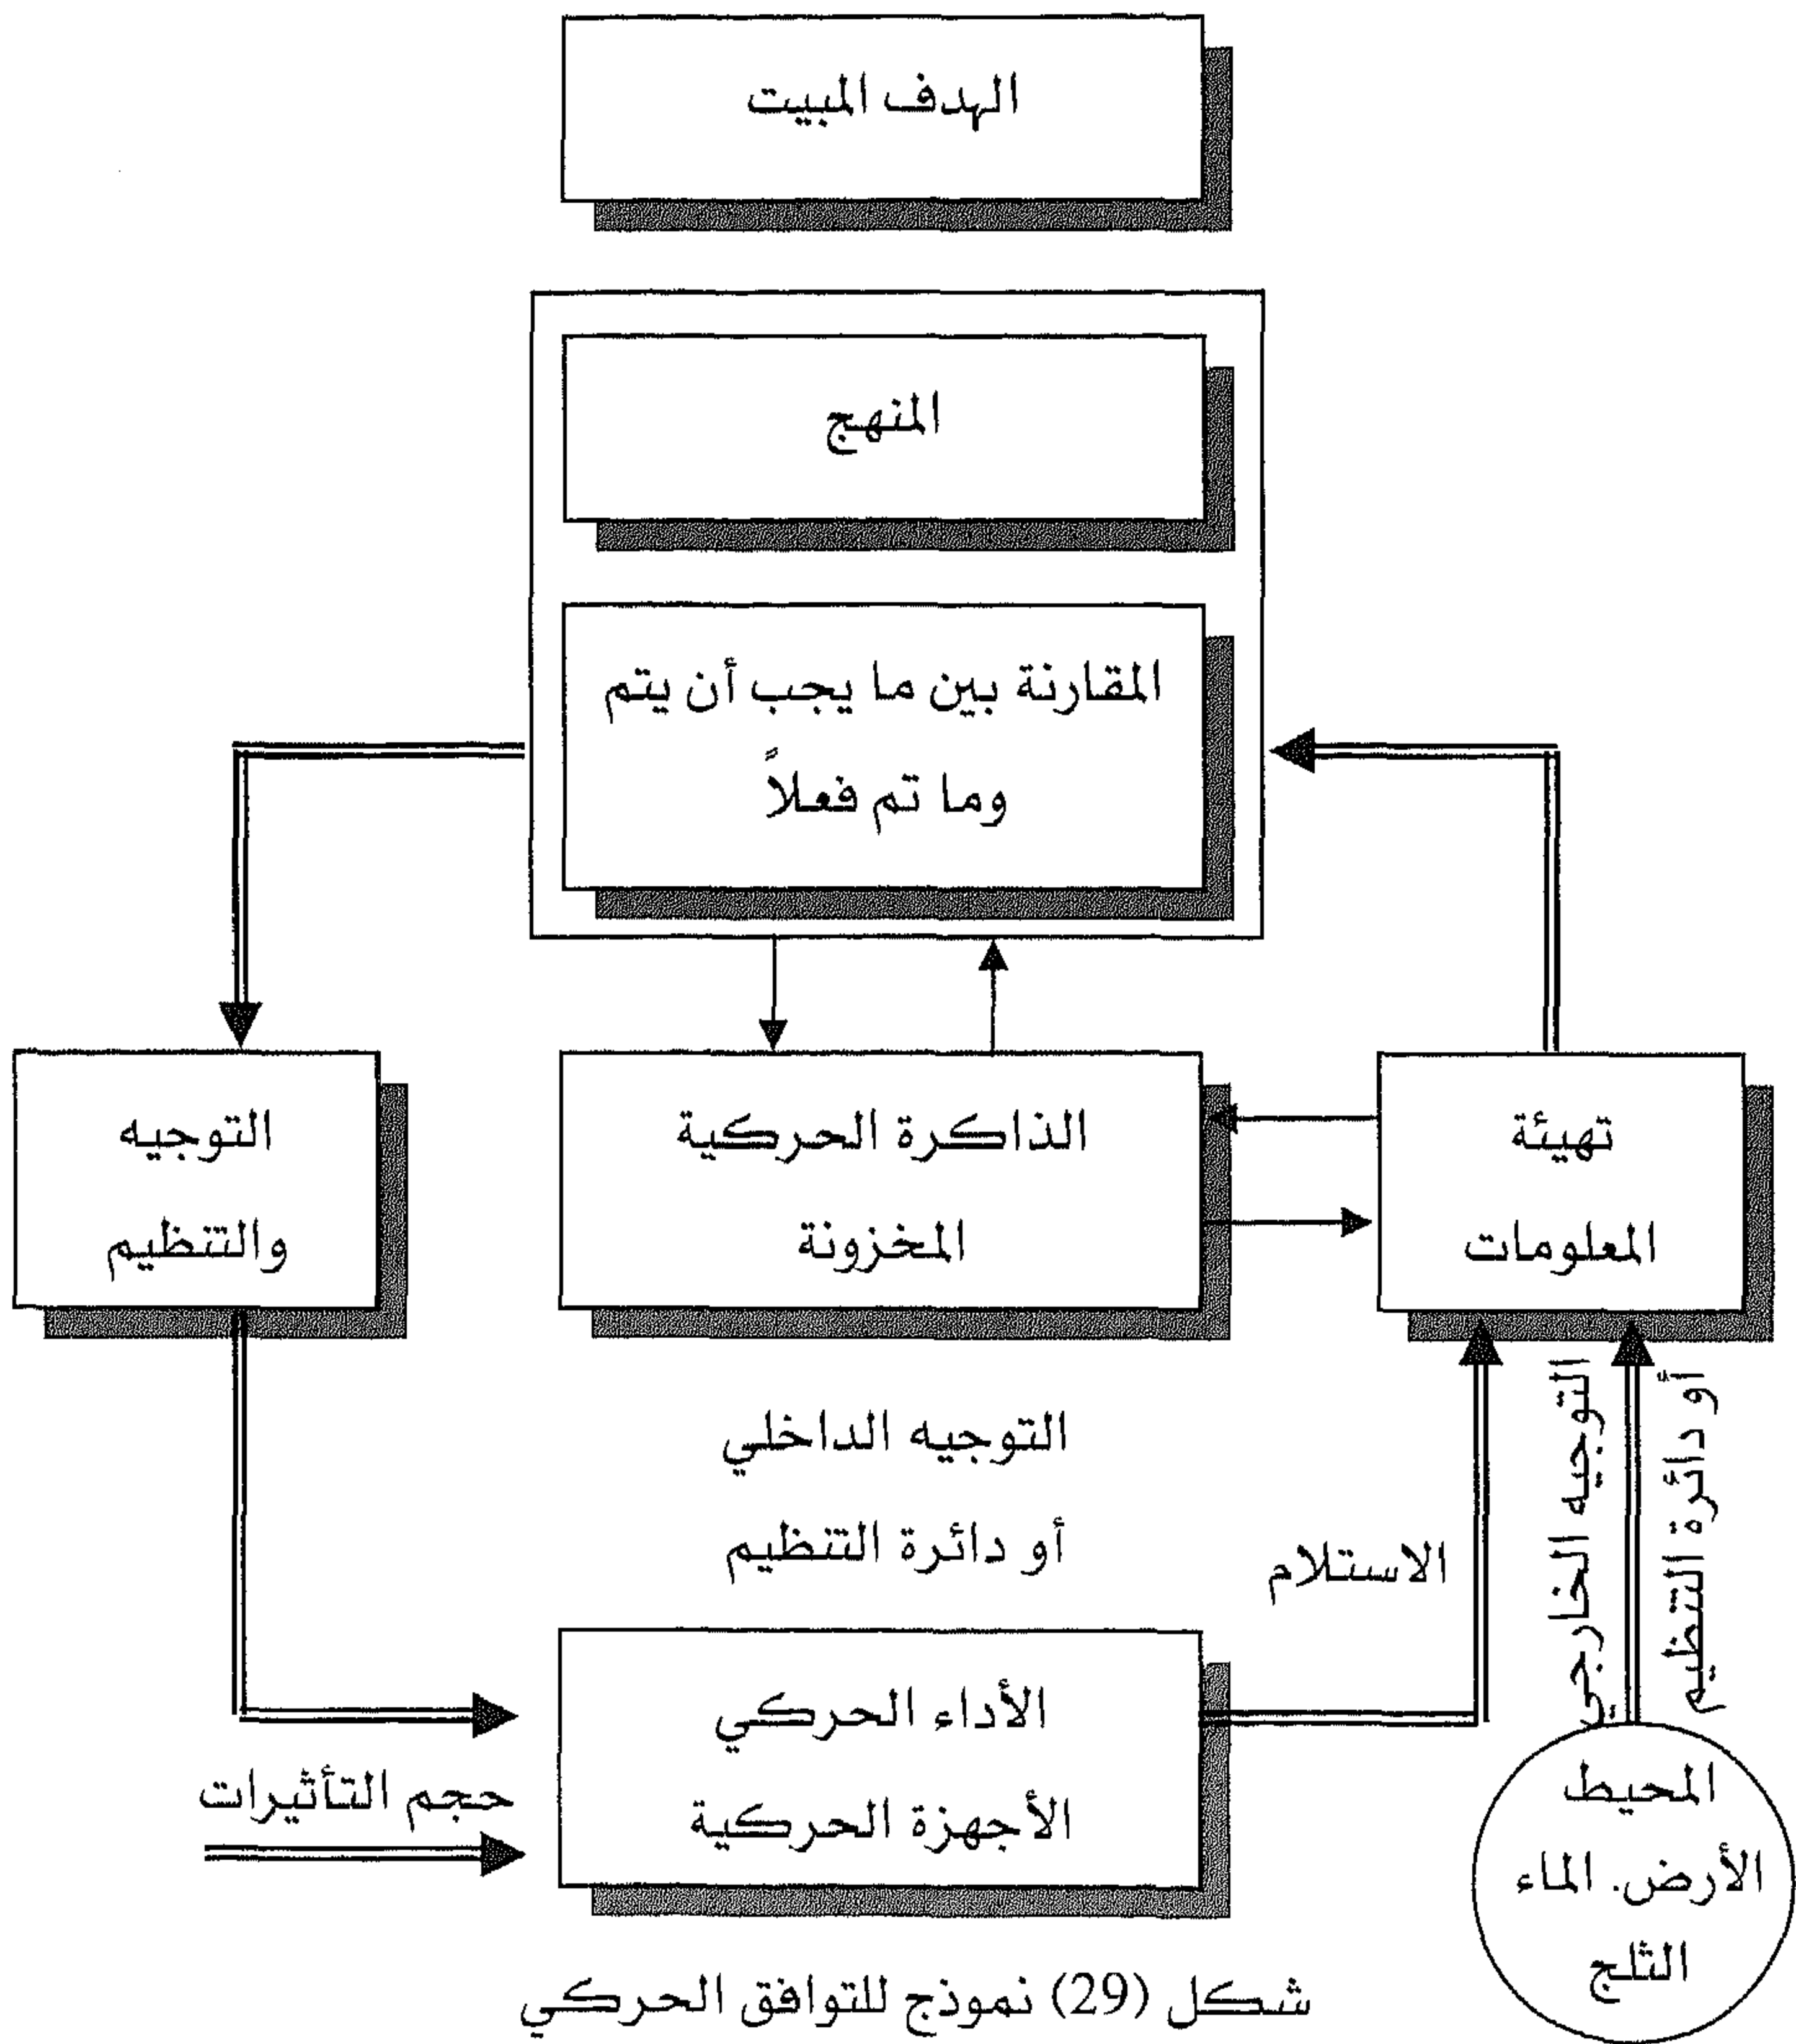 الهدف المبيت
المنهج
المقارنة بين ما يجب أن يتم
وما تم فعلاً
تهيئة
المعلومات
الذاكرة الحركية
المخزونة
التوجيه
والتنظيم
التوجيه الداخلي
أو دائرة التنظيم
الاستلام
التوجيه الخارجي
أو دائرة التنظيم
الأداء الحركي
الأجهزة الحركية
حجم التأثيرات
المحيط
الأرض. الماء
الثلج
شكل (29) نموذج للتوافق الحركي